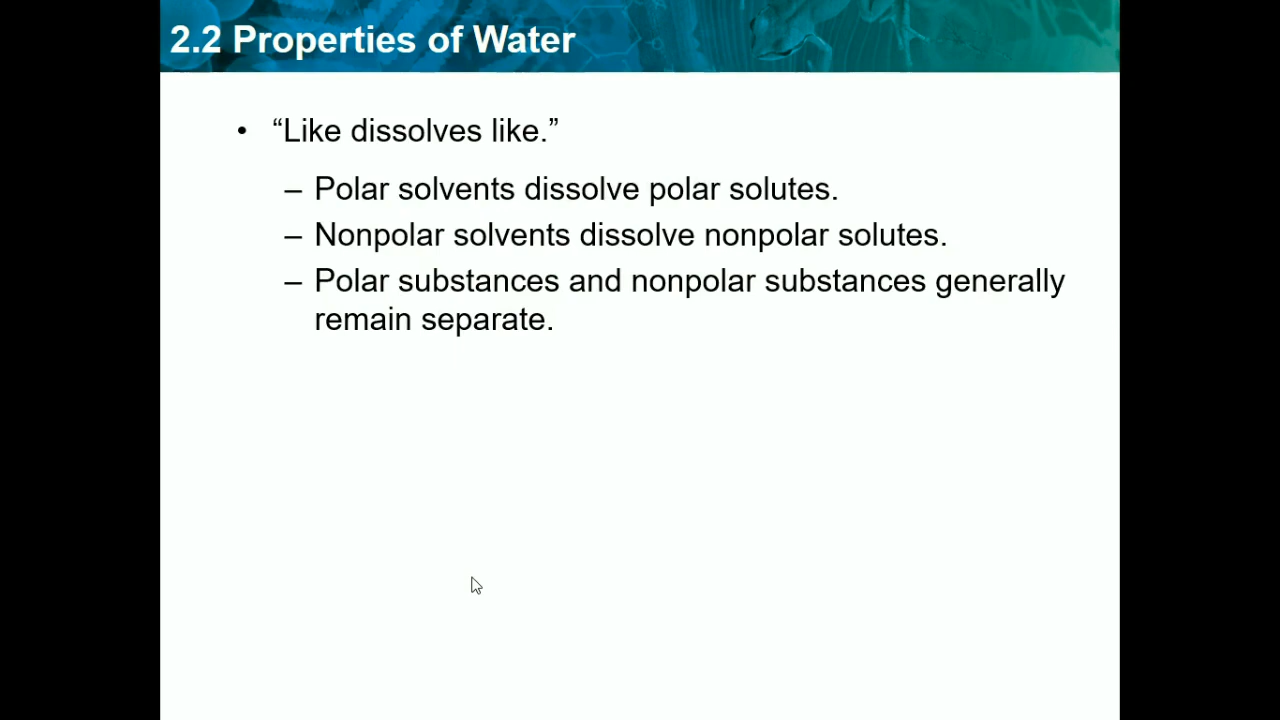 2.2 Properties of Water
• “Like dissolves like.”
– Polar solvents dissolve polar solutes.
– Nonpolar solvents dissolve nonpolar solutes.
– Polar substances and nonpolar substances generally
remain separate.